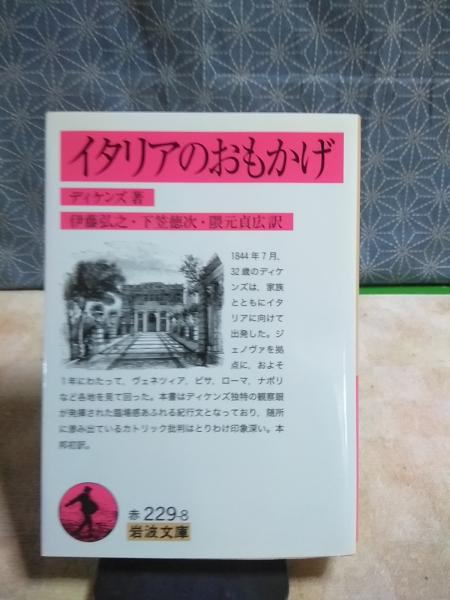 イタリアのおもかげ
ディケンズ著
伊藤弘之・下笠徳次・隈元貞広訳
1844年7月、
32歳のディケ
ンズは、家族
とともにイタ
リアに向けて
出発した。ジ
ェノヴァを拠
点に、およそ
1年にわたって、ヴェネツィア、ピサ、ローマ、ナポリ
など各地を見て回った。本書はディケンズ独特の観察眼
が発揮された臨場感あふれる紀行文となっており、随所
に滲み出ているカトリック批判はとりわけ印象深い。本
邦初訳。
赤229-8
岩波文庫